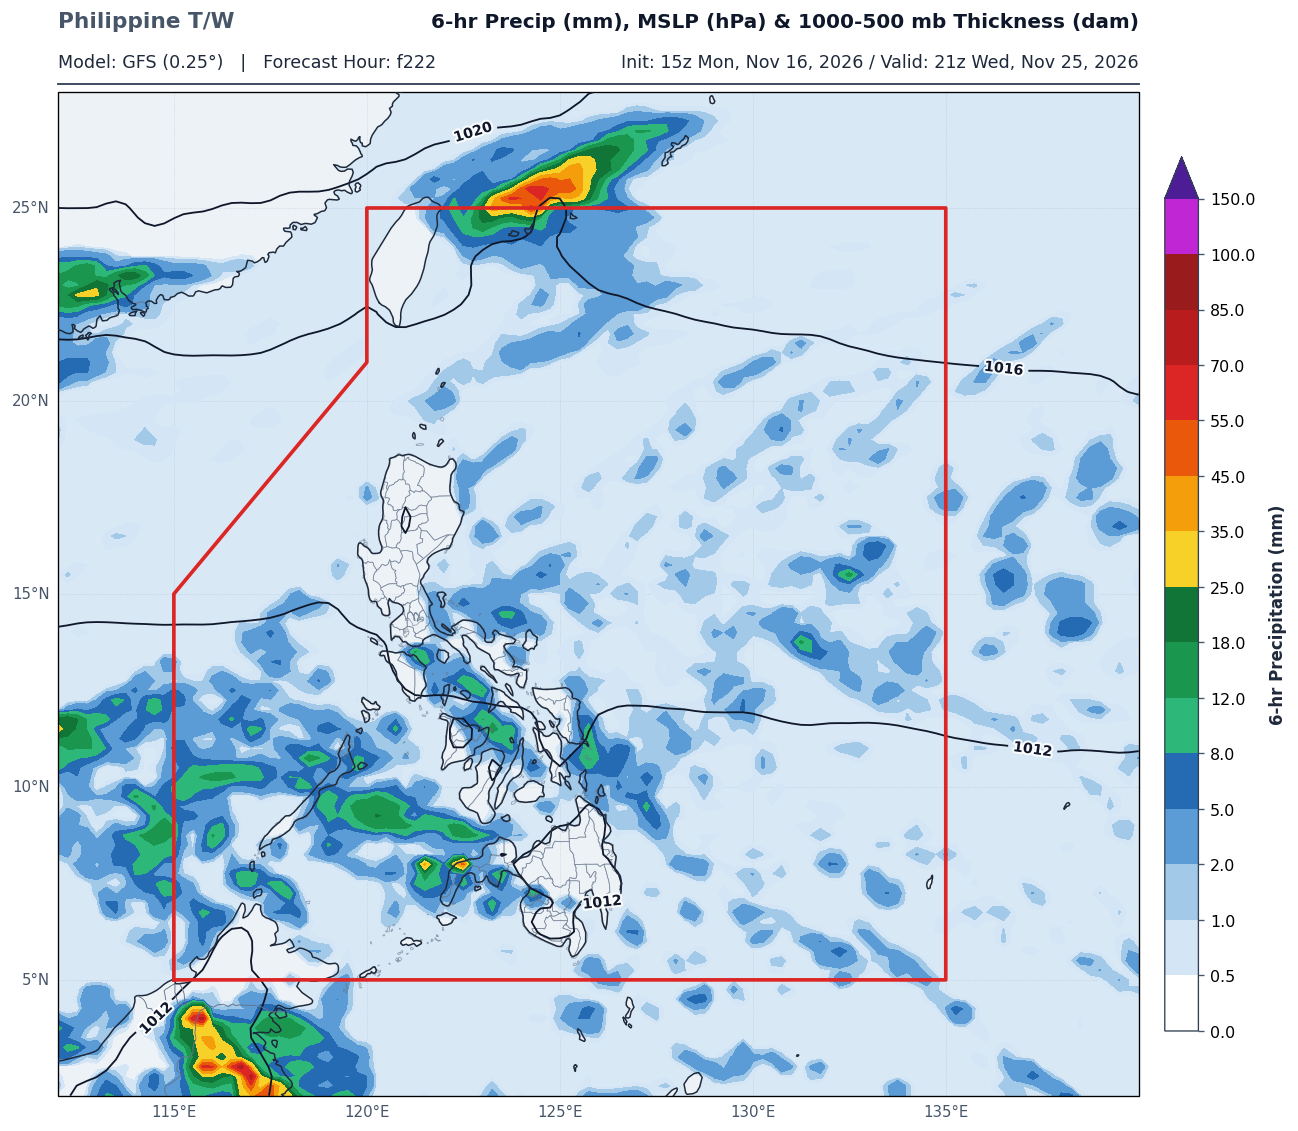 Philippine T/W
6-hr Precip (mm), MSLP (hPa) & 1000-500 mb Thickness (dam)
Model: GFS (0.25°) | Forecast Hour: f222
Init: 15z Mon, Nov 16, 2026 / Valid: 21z Wed, Nov 25, 2026
1020
1016
1012
1012
1012
25°N
20°N
15°N
10°N
5°N
115°E
120°E
125°E
130°E
135°E
150.0
100.0
85.0
70.0
55.0
45.0
35.0
25.0
18.0
12.0
8.0
5.0
2.0
1.0
0.5
0.0
6-hr Precipitation (mm)